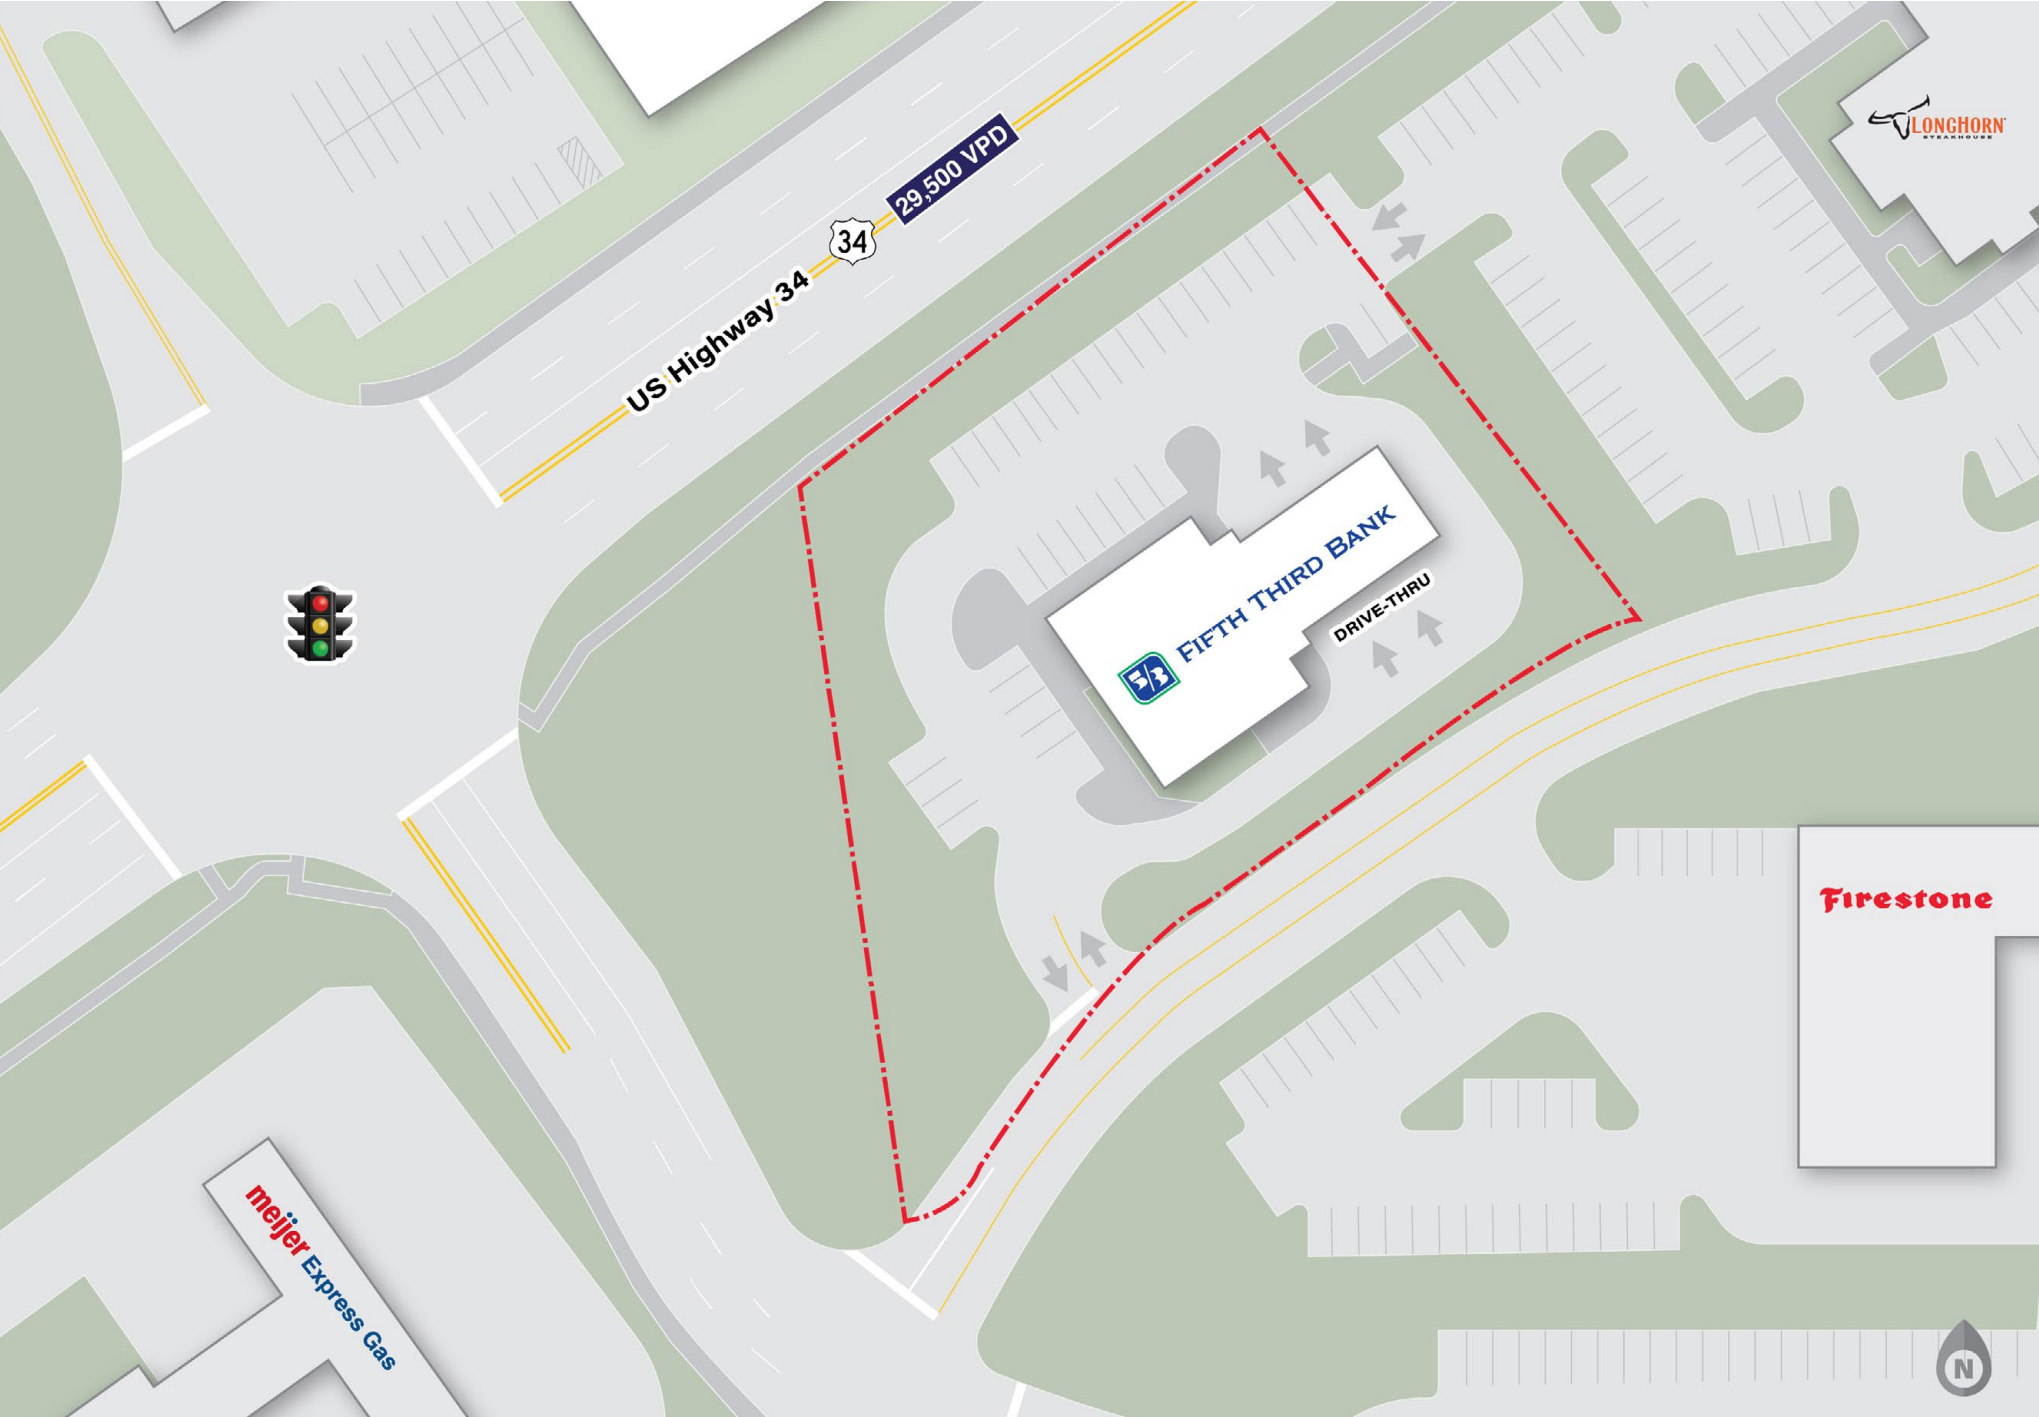 LONGHORN
STEAKHOUSE
29,500 VPD
34
US Highway 34
5/3 FIFTH THIRD BANK
DRIVE-THRU
Firestone
meijer Express Gas
N